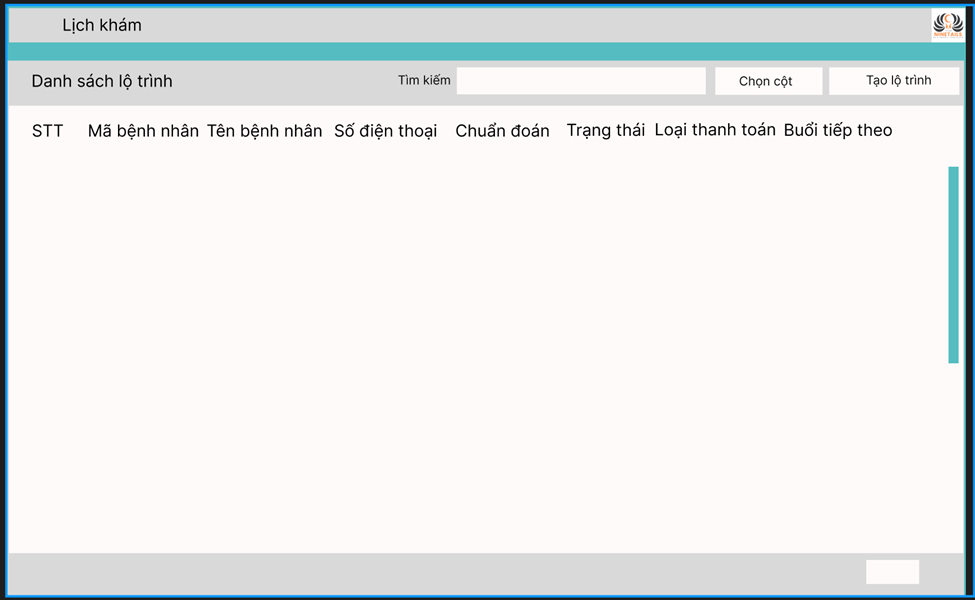 Lịch khám
NINETAILS
Danh sách lộ trình Tìm kiếm Chọn cột Tạo lộ trình
STT Mã bệnh nhân Tên bệnh nhân Số điện thoại Chuẩn đoán Trạng thái Loại thanh toán Buổi tiếp theo